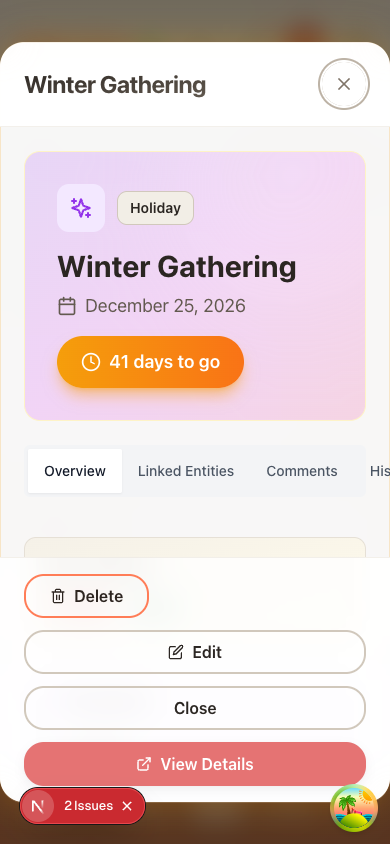 Winter Gathering
Holiday
Winter Gathering
December 25, 2026
41 days to go
Overview Linked Entities Comments His
Delete
Edit
Close
View Details
N 2 Issues